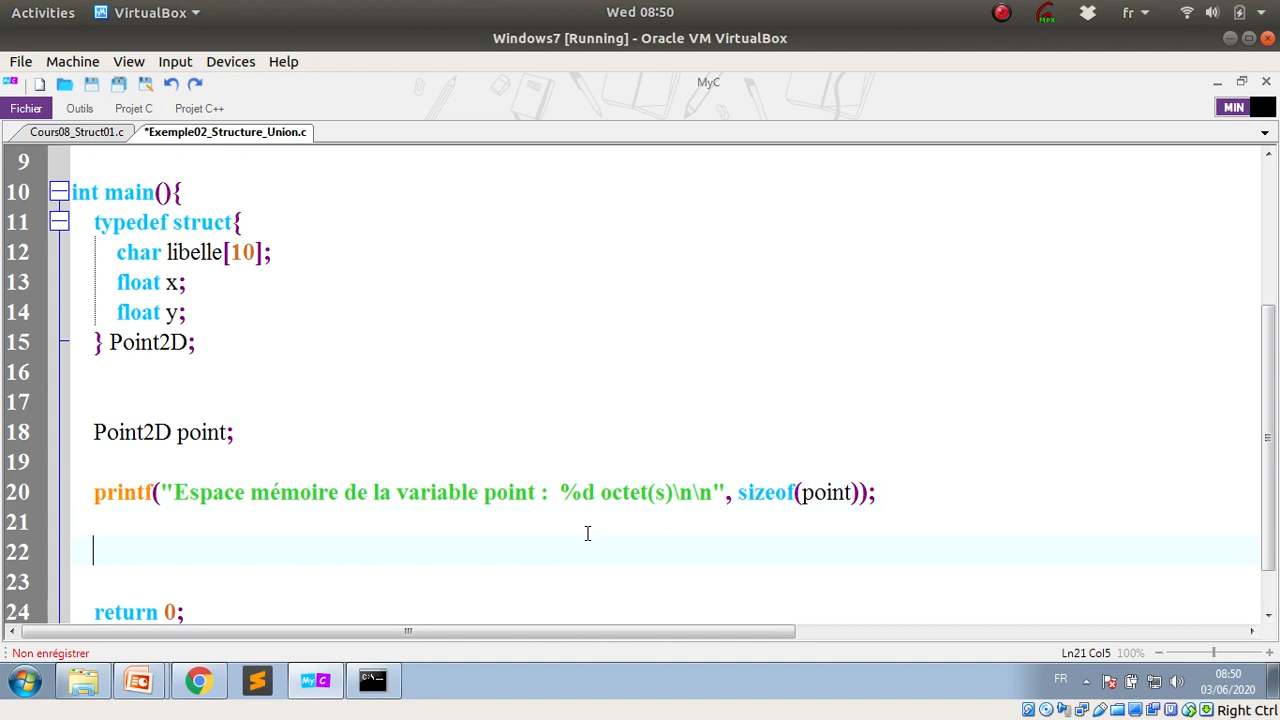 Activities VirtualBox Wed 08:50 fr
Windows7 [Running] - Oracle VM VirtualBox
File Machine View Input Devices Help
MyC
Fichier Outils Projet C Projet C++ MIN
Cours08_Struct01.c *Exemple02_Structure_Union.c
9
10 int main(){
11 typedef struct{
12 char libelle[10];
13 float x;
14 float y;
15 } Point2D;
16
17
18 Point2D point;
19
20 printf("Espace mémoire de la variable point :  %d octet(s)\n\n", sizeof(point));
21
22
23
24 return 0;
Non enregistrer
Ln21 Col5 100%
MyC FR 08:50
03/06/2020
Right Ctrl